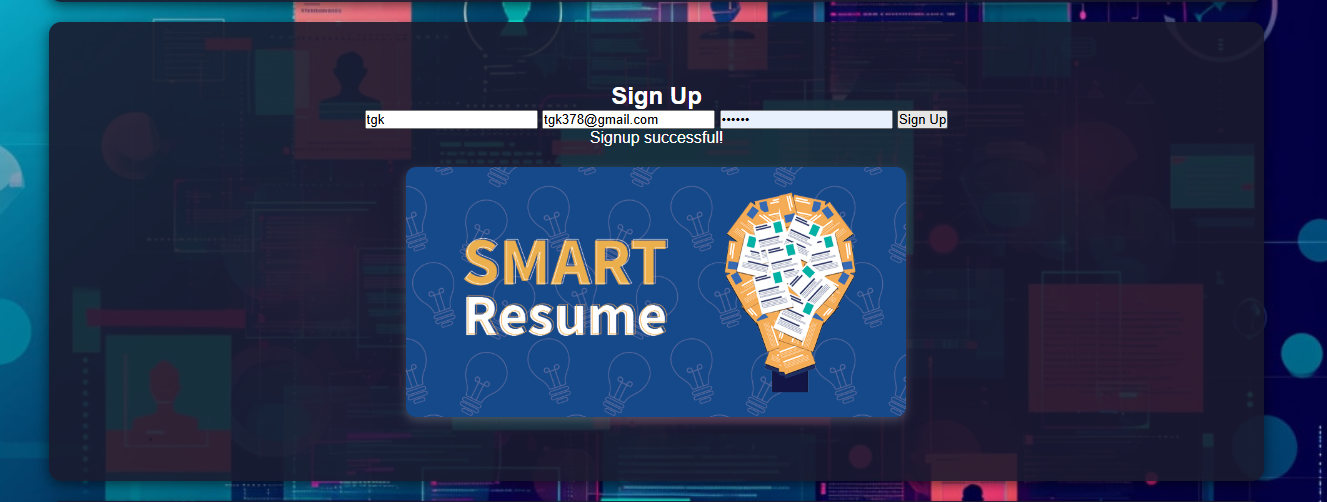 Sign Up
tgk tgk378@gmail.com •••••• Sign Up
Signup successful!
SMART
Resume